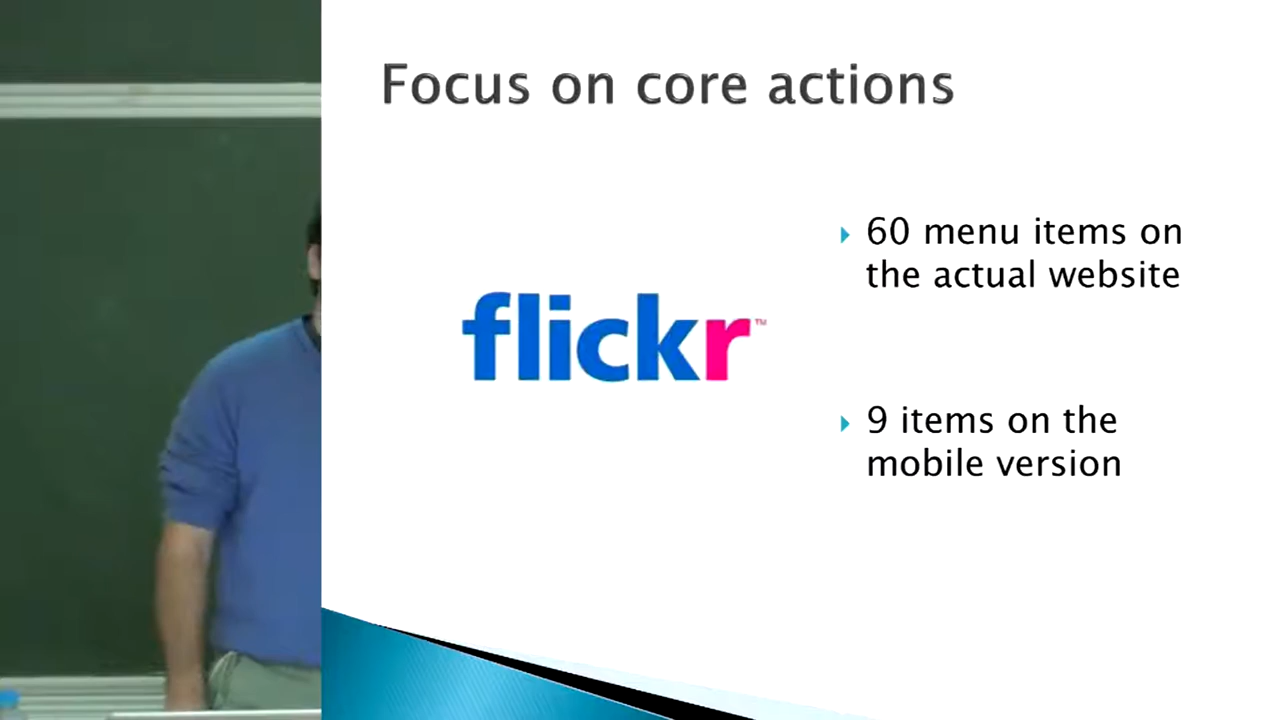 Focus on core actions
60 menu items on
the actual website
flickr™
9 items on the
mobile version